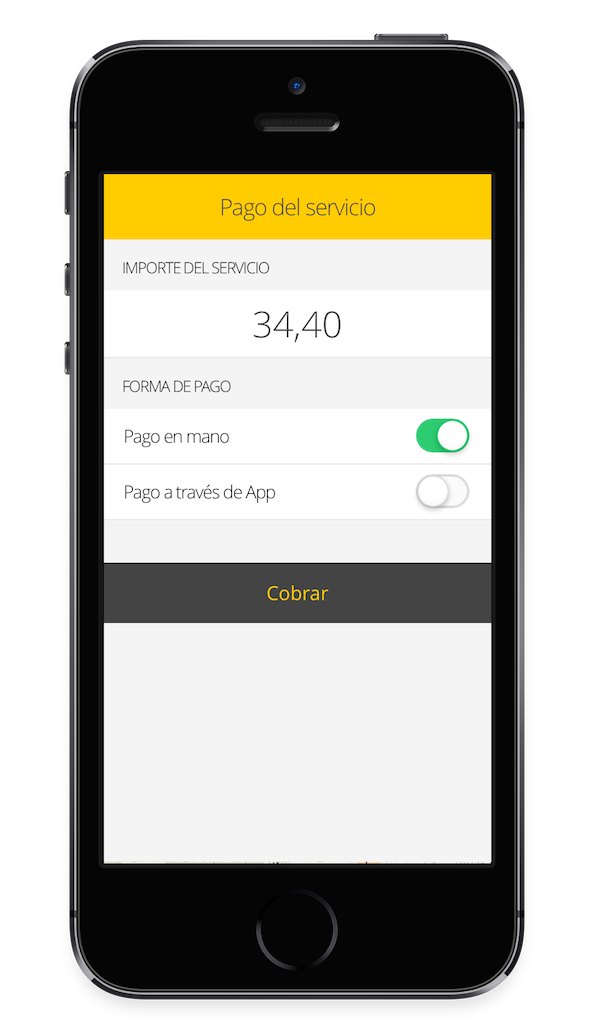 Pago del servicio
IMPORTE DEL SERVICIO
34,40
FORMA DE PAGO
Pago en mano
Pago a través de App
Cobrar